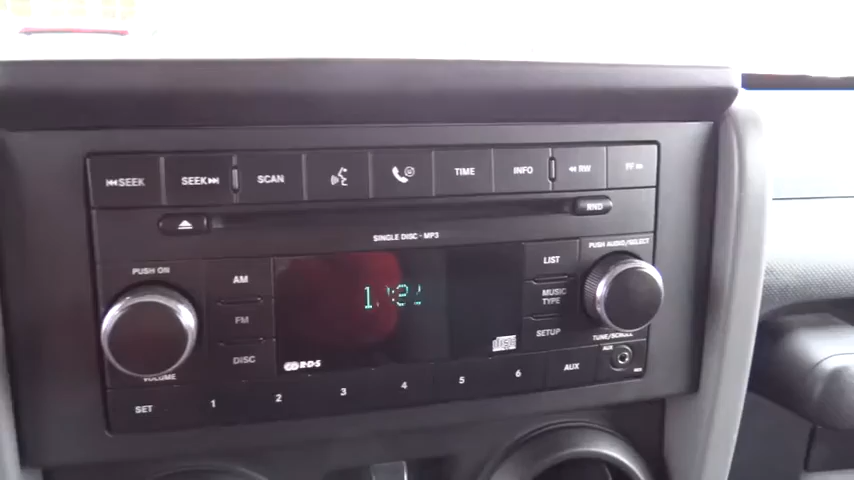 SEEK SEEK SCAN TIME INFO RW FF
RND
SINGLE DISC · MP3
PUSH ON
PUSH AUDIO/SELECT
AM LIST
FM MUSIC TYPE
DISC SETUP
RDS disc
VOLUME TUNE/SCROLL
AUX
SET 1 2 3 4 5 6 AUX